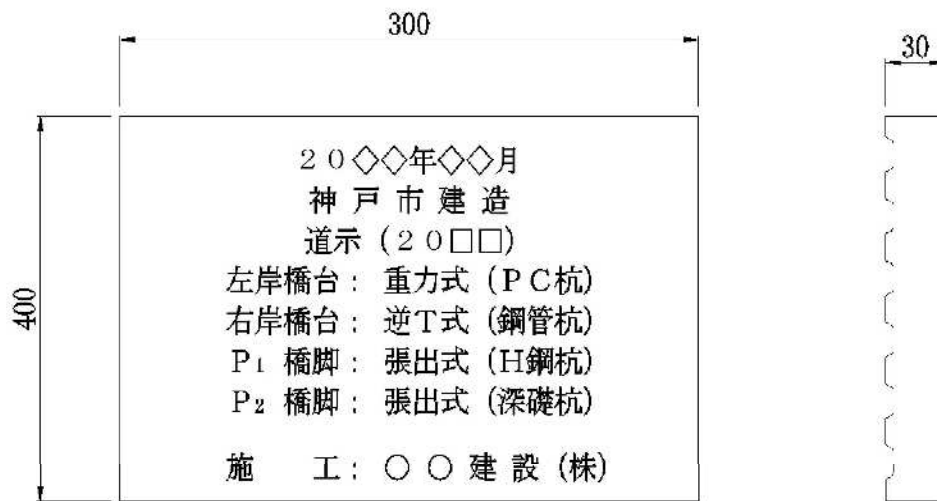 300
30
400
２０◇◇年◇◇月
神戸市建造
道示（２０□□）
左岸橋台：重力式（ＰＣ杭）
右岸橋台：逆Ｔ式（鋼管杭）
Ｐ₁ 橋脚：張出式（Ｈ鋼杭）
Ｐ₂ 橋脚：張出式（深礎杭）
施　工：○○建設（株）